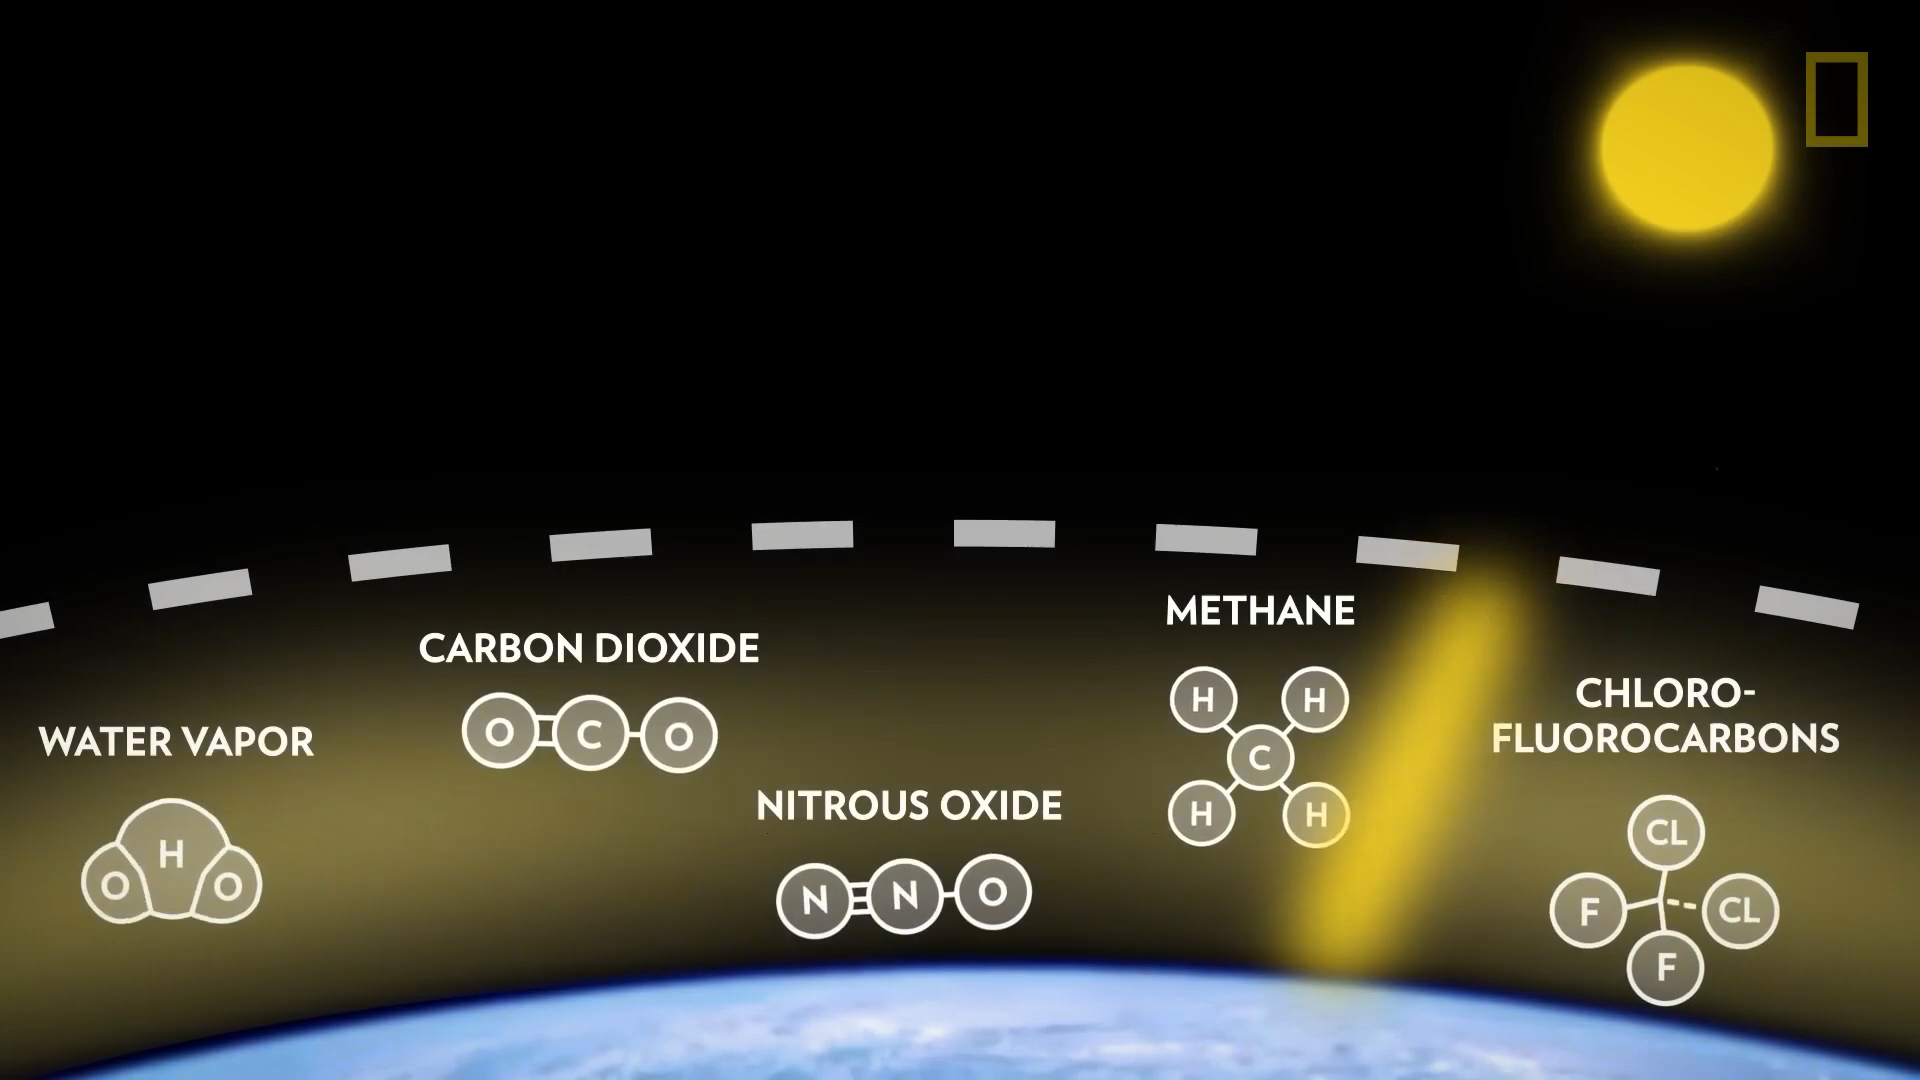 METHANE
CARBON DIOXIDE
CHLORO-
FLUOROCARBONS
WATER VAPOR
NITROUS OXIDE
H H
C
H H
O C O
CL
F CL
F
H
O O
N N O